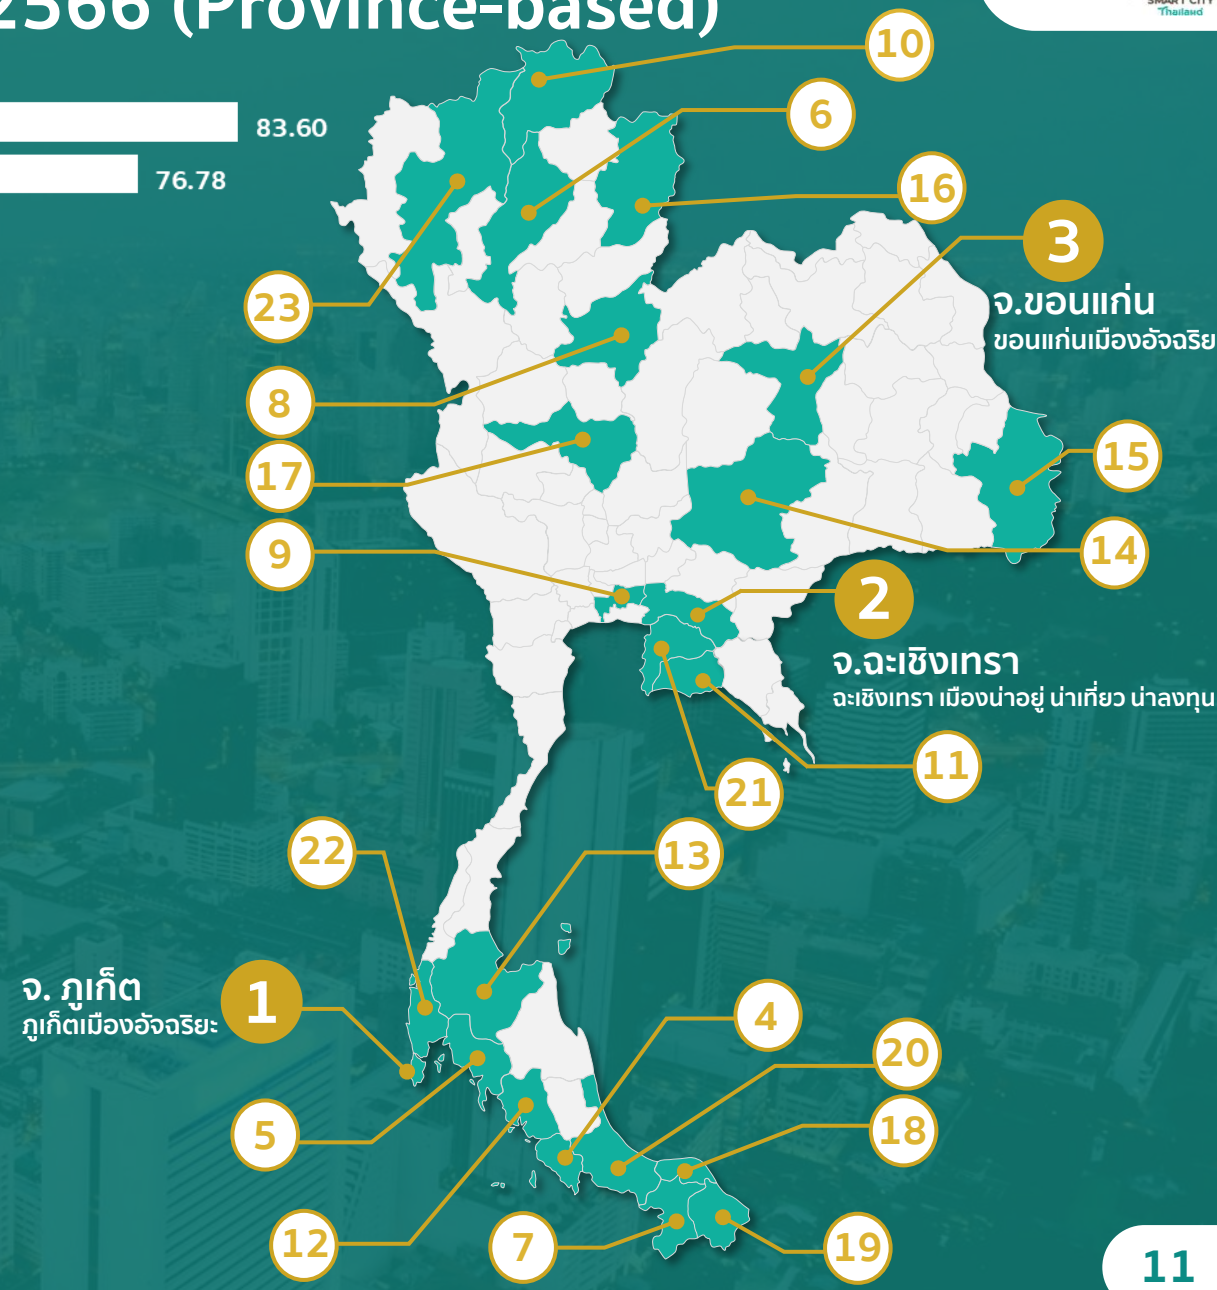 2566 (Province-based)
SMART CITY
Thailand
83.60
76.78
10
6
16
3
จ.ขอนแก่น
ขอนแก่นเมืองอัจฉริย
23
8
17
9
15
14
2
จ.ฉะเชิงเทรา
ฉะเชิงเทรา เมืองน่าอยู่ น่าเที่ยว น่าลงทุน
11
21
22
13
จ. ภูเก็ต
ภูเก็ตเมืองอัจฉริยะ
1
4
20
5
18
12
7
19
11